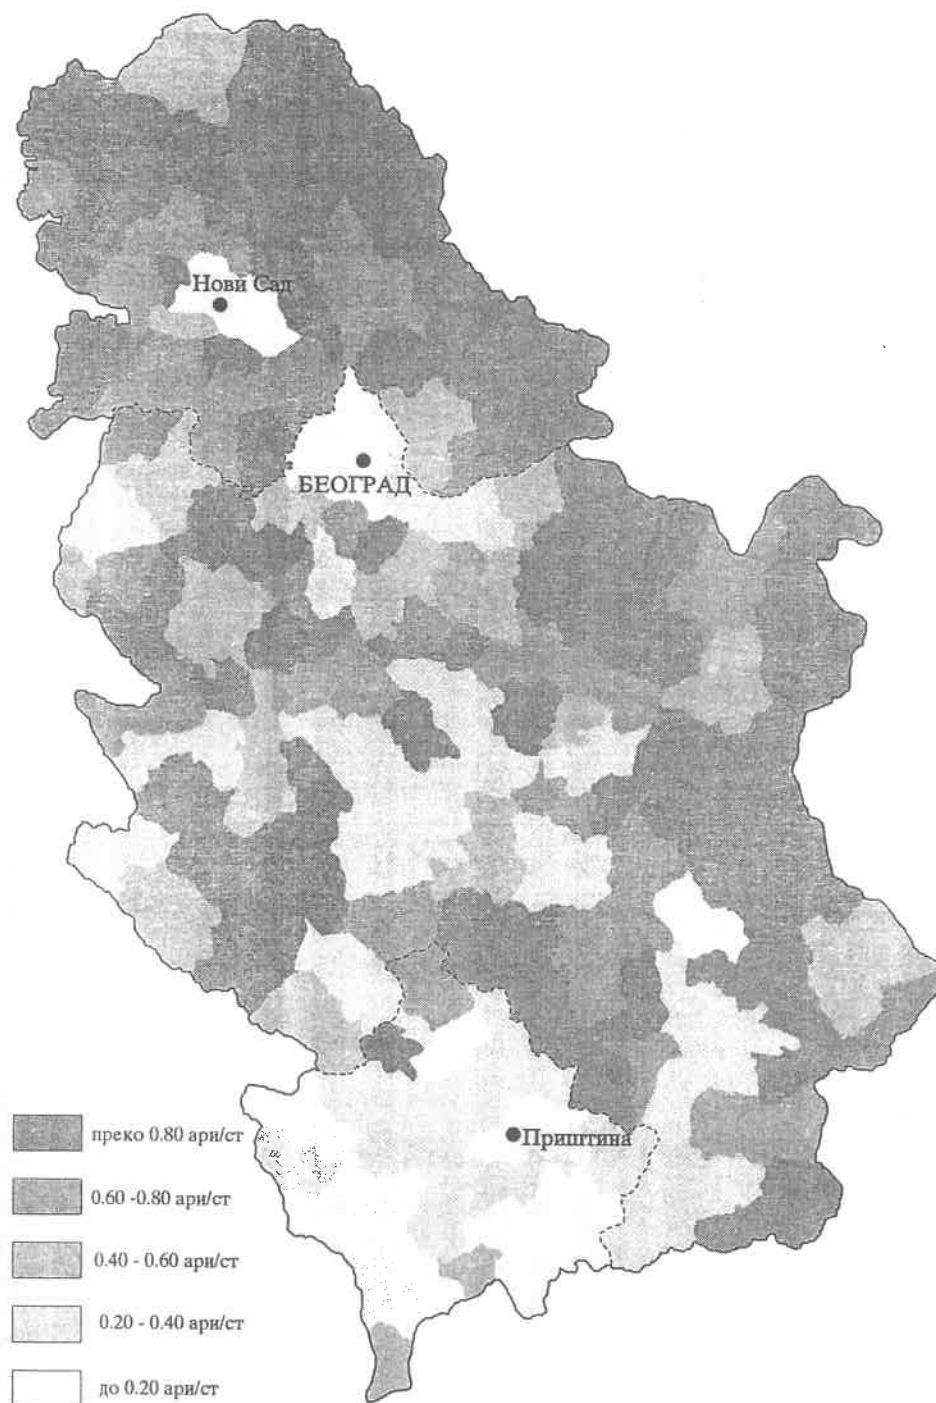 Нови Сад
БЕОГРАД
Приштина
преко 0.80 ари/ст
0.60 -0.80 ари/ст
0.40 - 0.60 ари/ст
0.20 - 0.40 ари/ст
до 0.20 ари/ст